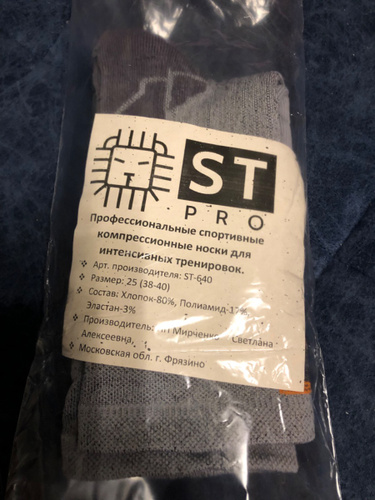 ST
PRO
Профессиональные спортивные
компрессионные носки для
интенсивных тренировок.
❖ Арт. производителя: ST-640
❖ Размер: 25 (38-40)
❖ Состав: Хлопок-80%, Полиамид-17%,
Эластан-3%
❖ Производитель: ИП Мирченко Светлана
Алексеевна,
❖ Московская обл. г. Фрязино